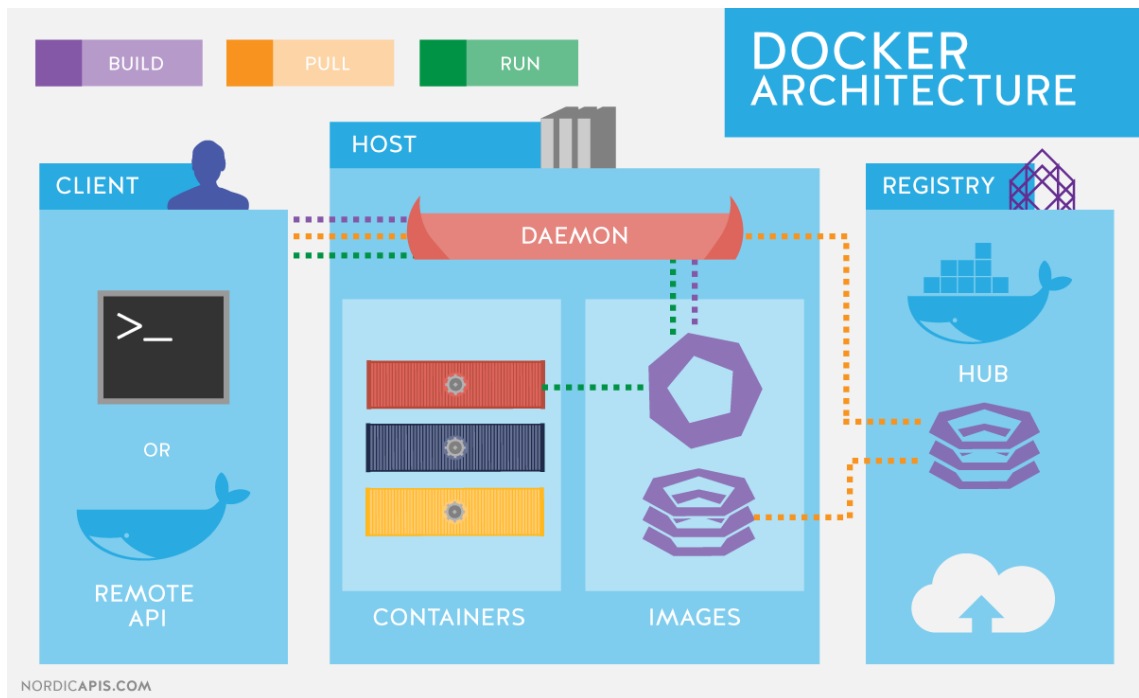 BUILD
PULL
RUN
DOCKER
ARCHITECTURE
HOST
CLIENT
REGISTRY
DAEMON
>_
HUB
OR
REMOTE
API
CONTAINERS
IMAGES
NORDICAPIS.COM